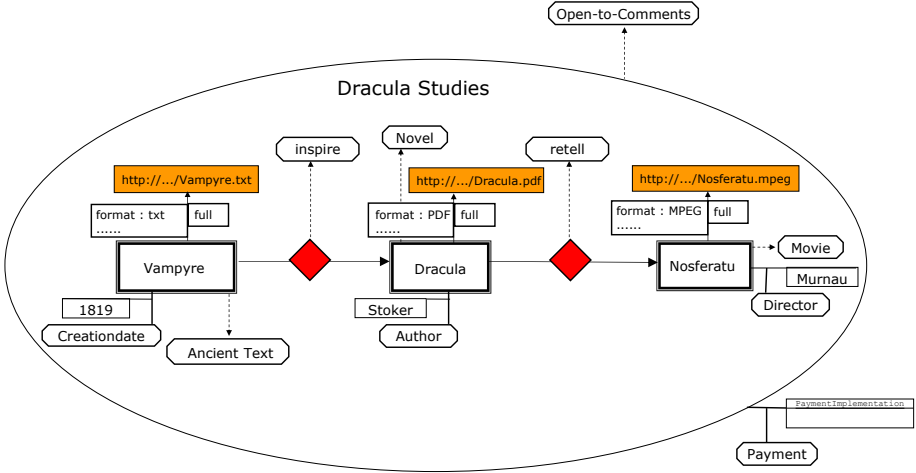 Open-to-Comments
Dracula Studies
inspire
Novel
retell
http://.../Vampyre.txt
http://.../Dracula.pdf
http://.../Nosferatu.mpeg
format : txt
......
full
format : PDF
......
full
format : MPEG
......
full
Vampyre
Dracula
Nosferatu
Movie
Murnau
Director
1819
Creationdate
Ancient Text
Stoker
Author
PaymentImplementation
Payment